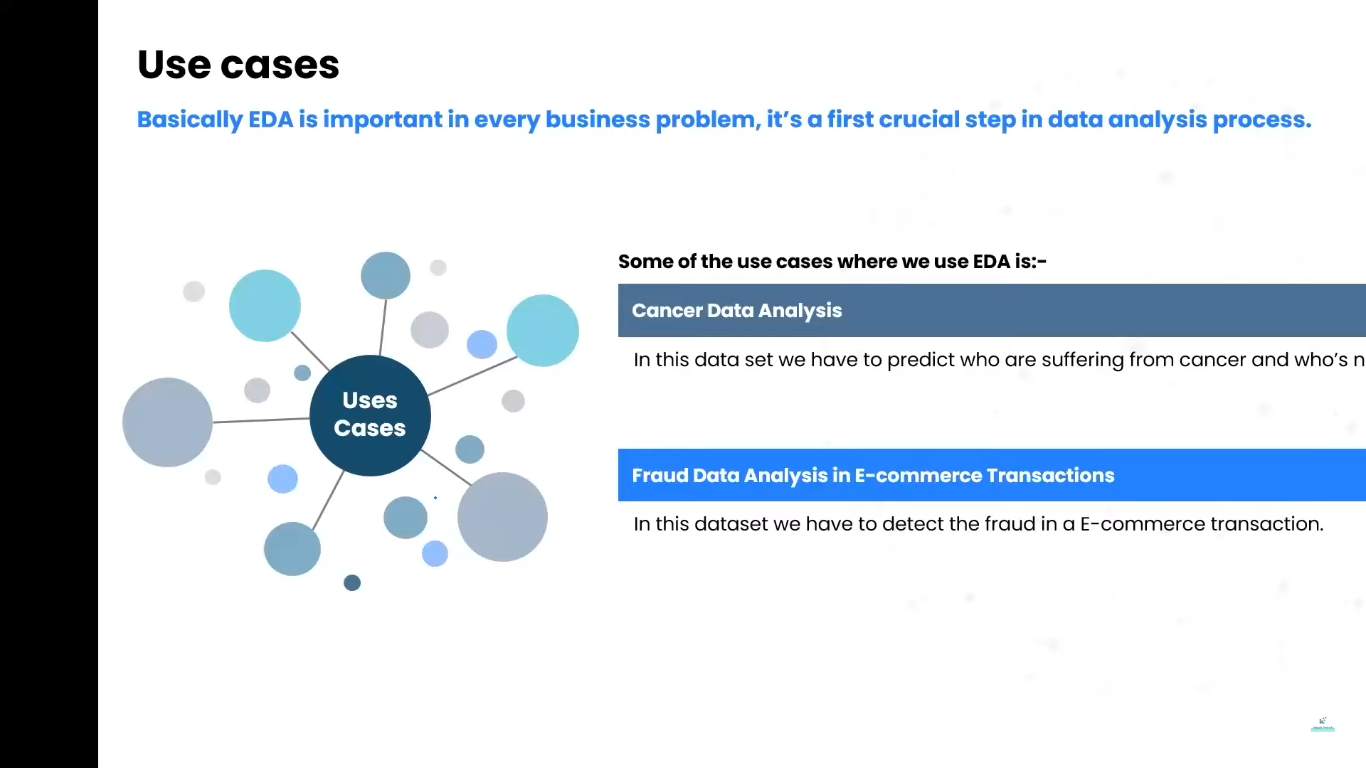 Use cases
Basically EDA is important in every business problem, it's a first crucial step in data analysis process.
Some of the use cases where we use EDA is:-
Cancer Data Analysis
In this data set we have to predict who are suffering from cancer and who's
Uses
Cases
Fraud Data Analysis in E-commerce Transactions
In this dataset we have to detect the fraud in a E-commerce transaction.